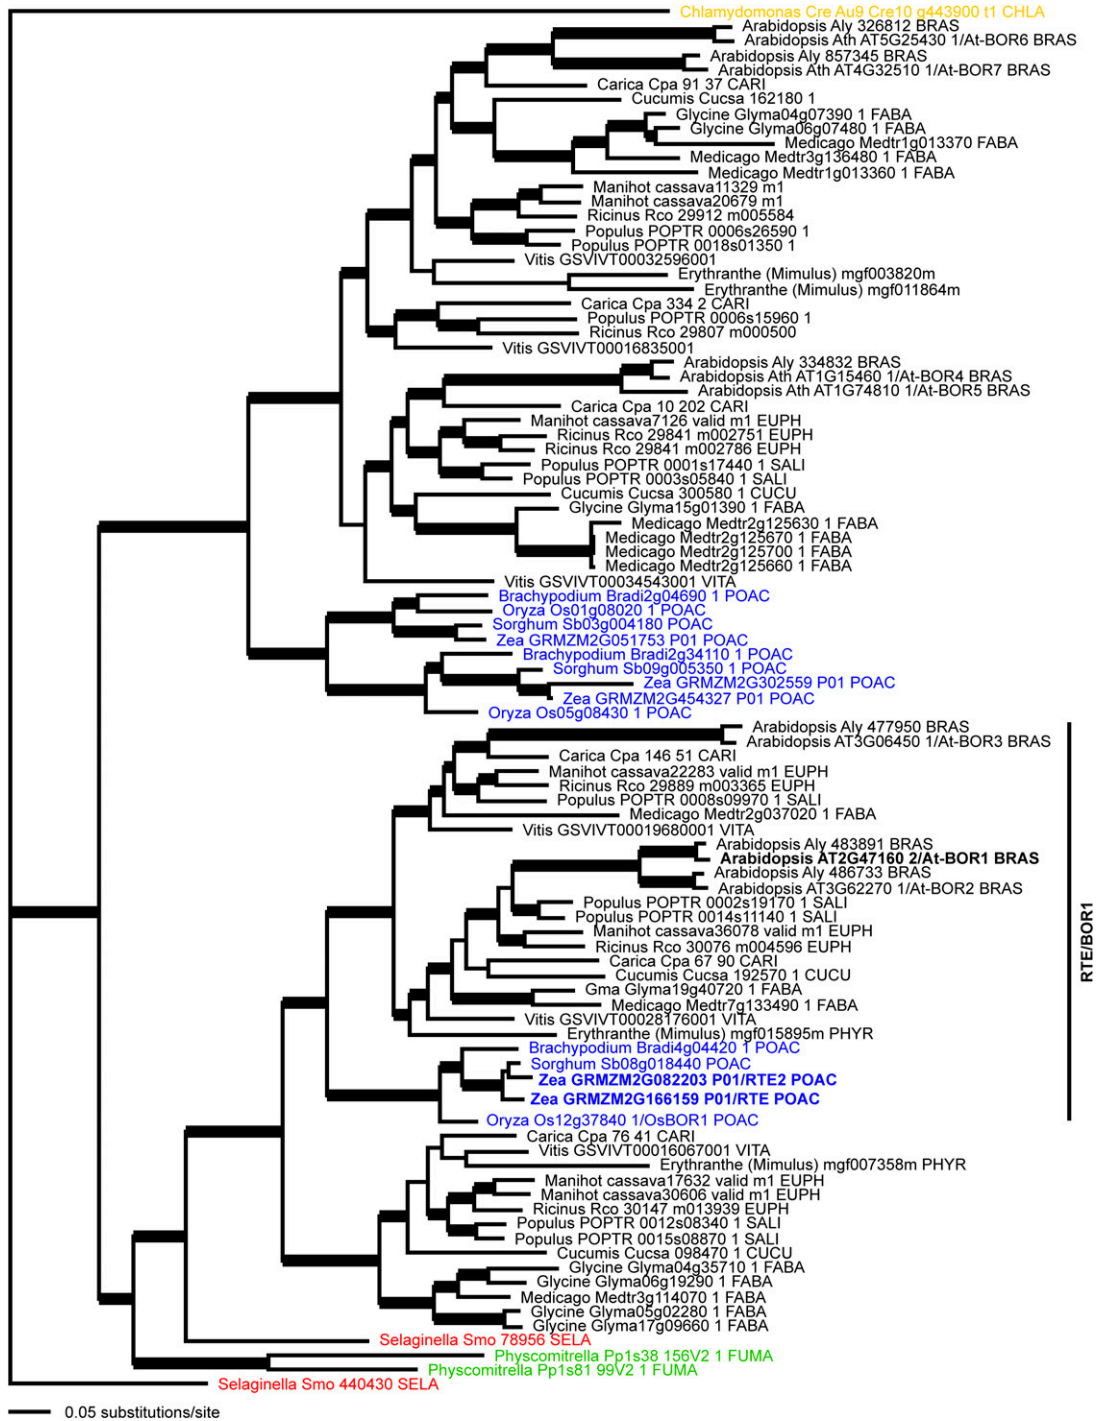 Chlamydomonas Cre Au9 Cre10 g443900 t1 CHLA
Arabidopsis Aly 326812 BRAS
Arabidopsis Ath AT5G25430 1/At-BOR6 BRAS
Arabidopsis Aly 857345 BRAS
Arabidopsis Ath AT4G32510 1/At-BOR7 BRAS
Carica Cpa 91 37 CARI
Cucumis Cucsa 162180 1
Glycine Glyma04g07390 1 FABA
Glycine Glyma06g07480 1 FABA
Medicago Medtr1g013370 FABA
Medicago Medtr3g136480 1 FABA
Medicago Medtr1g013360 1 FABA
Manihot cassava11329 m1
Manihot cassava20679 m1
Ricinus Rco 29912 m005584
Populus POPTR 0006s26590 1
Populus POPTR 0018s01350 1
Vitis GSVIVT00032596001
Erythranthe (Mimulus) mgf003820m
Erythranthe (Mimulus) mgf011864m
Carica Cpa 334 2 CARI
Populus POPTR 0006s15960 1
Ricinus Rco 29807 m000500
Vitis GSVIVT00016835001
Arabidopsis Aly 334832 BRAS
Arabidopsis Ath AT1G15460 1/At-BOR4 BRAS
Arabidopsis Ath AT1G74810 1/At-BOR5 BRAS
Carica Cpa 10 202 CARI
Manihot cassava7126 valid m1 EUPH
Ricinus Rco 29841 m002751 EUPH
Ricinus Rco 29841 m002786 EUPH
Populus POPTR 0001s17440 1 SALI
Populus POPTR 0003s05840 1 SALI
Cucumis Cucsa 300580 1 CUCU
Glycine Glyma15g01390 1 FABA
Medicago Medtr2g125630 1 FABA
Medicago Medtr2g125670 1 FABA
Medicago Medtr2g125700 1 FABA
Medicago Medtr2g125660 1 FABA
Vitis GSVIVT00034543001 VITA
Brachypodium Bradi2g04690 1 POAC
Oryza Os01g08020 1 POAC
Sorghum Sb03g004180 POAC
Zea GRMZM2G051753 P01 POAC
Brachypodium Bradi2g34110 1 POAC
Sorghum Sb09g005350 1 POAC
Zea GRMZM2G302559 P01 POAC
Zea GRMZM2G454327 P01 POAC
Oryza Os05g08430 1 POAC
Arabidopsis Aly 477950 BRAS
Arabidopsis AT3G06450 1/At-BOR3 BRAS
Carica Cpa 146 51 CARI
Manihot cassava22283 valid m1 EUPH
Ricinus Rco 29889 m003365 EUPH
Populus POPTR 0008s09970 1 SALI
Medicago Medtr2g037020 1 FABA
Vitis GSVIVT00019680001 VITA
Arabidopsis Aly 483891 BRAS
Arabidopsis AT2G47160 2/At-BOR1 BRAS
Arabidopsis Aly 486733 BRAS
Arabidopsis AT3G62270 1/At-BOR2 BRAS
Populus POPTR 0002s19170 1 SALI
Populus POPTR 0014s11140 1 SALI
Manihot cassava36078 valid m1 EUPH
Ricinus Rco 30076 m004596 EUPH
Carica Cpa 67 90 CARI
Cucumis Cucsa 192570 1 CUCU
Gma Glyma19g40720 1 FABA
Medicago Medtr7g133490 1 FABA
Vitis GSVIVT00028176001 VITA
Erythranthe (Mimulus) mgf015895m PHYR
Brachypodium Bradi4g04420 1 POAC
Sorghum Sb08g018440 POAC
Zea GRMZM2G082203 P01/RTE2 POAC
Zea GRMZM2G166159 P01/RTE POAC
Oryza Os12g37840 1/OsBOR1 POAC
RTE/BOR1
Carica Cpa 76 41 CARI
Vitis GSVIVT00016067001 VITA
Erythranthe (Mimulus) mgf007358m PHYR
Manihot cassava17632 valid m1 EUPH
Manihot cassava30606 valid m1 EUPH
Ricinus Rco 30147 m013939 EUPH
Populus POPTR 0012s08340 1 SALI
Populus POPTR 0015s08870 1 SALI
Cucumis Cucsa 098470 1 CUCU
Glycine Glyma04g35710 1 FABA
Glycine Glyma06g19290 1 FABA
Medicago Medtr3g114070 1 FABA
Glycine Glyma05g02280 1 FABA
Glycine Glyma17g09660 1 FABA
Selaginella Smo 78956 SELA
Physcomitrella Pp1s38 156V2 1 FUMA
Physcomitrella Pp1s81 99V2 1 FUMA
Selaginella Smo 440430 SELA
0.05 substitutions/site